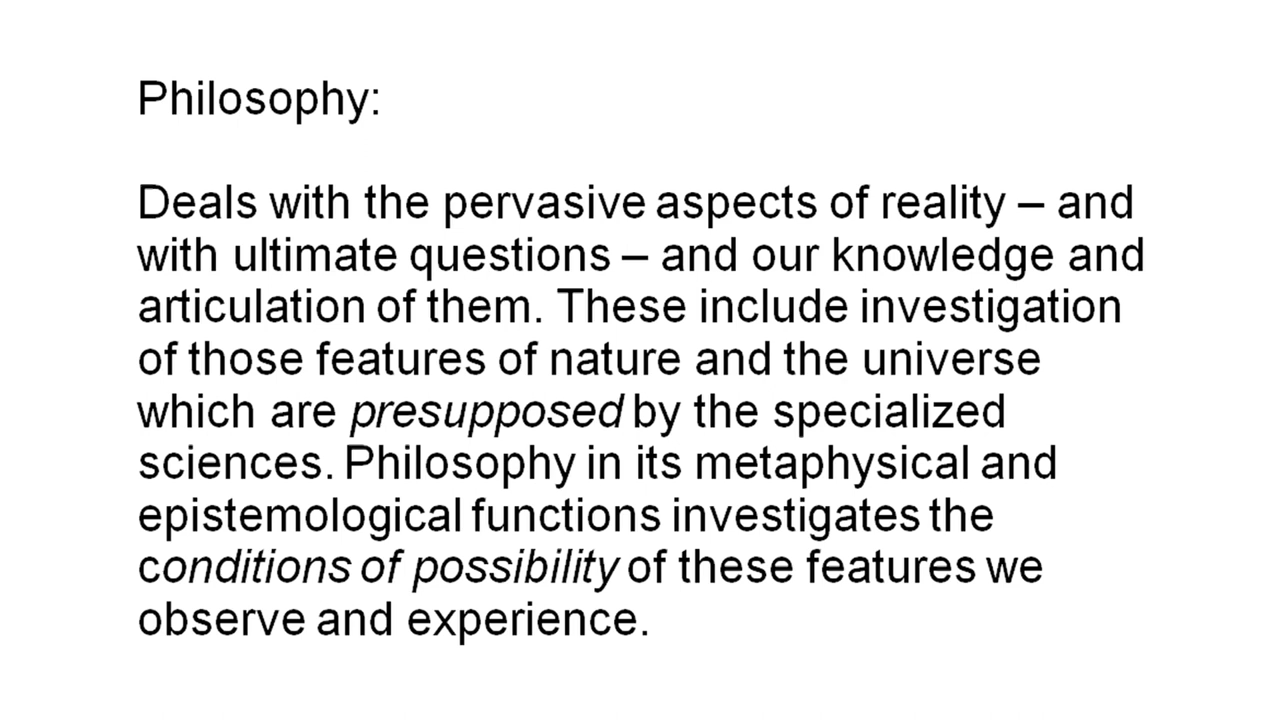 Philosophy:
Deals with the pervasive aspects of reality – and
with ultimate questions – and our knowledge and
articulation of them. These include investigation
of those features of nature and the universe
which are presupposed by the specialized
sciences. Philosophy in its metaphysical and
epistemological functions investigates the
conditions of possibility of these features we
observe and experience.